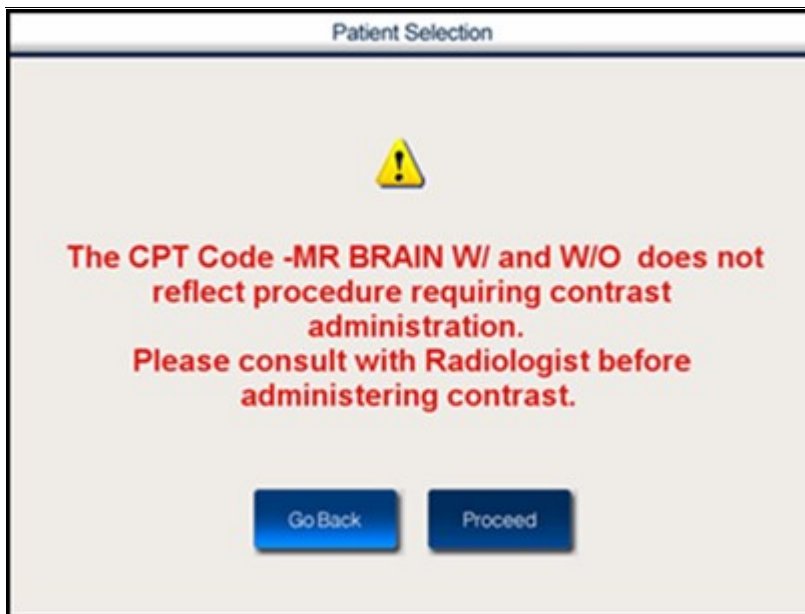 Patient Selection
The CPT Code -MR BRAIN W/ and W/O does not
reflect procedure requiring contrast
administration.
Please consult with Radiologist before
administering contrast.
Go Back
Proceed